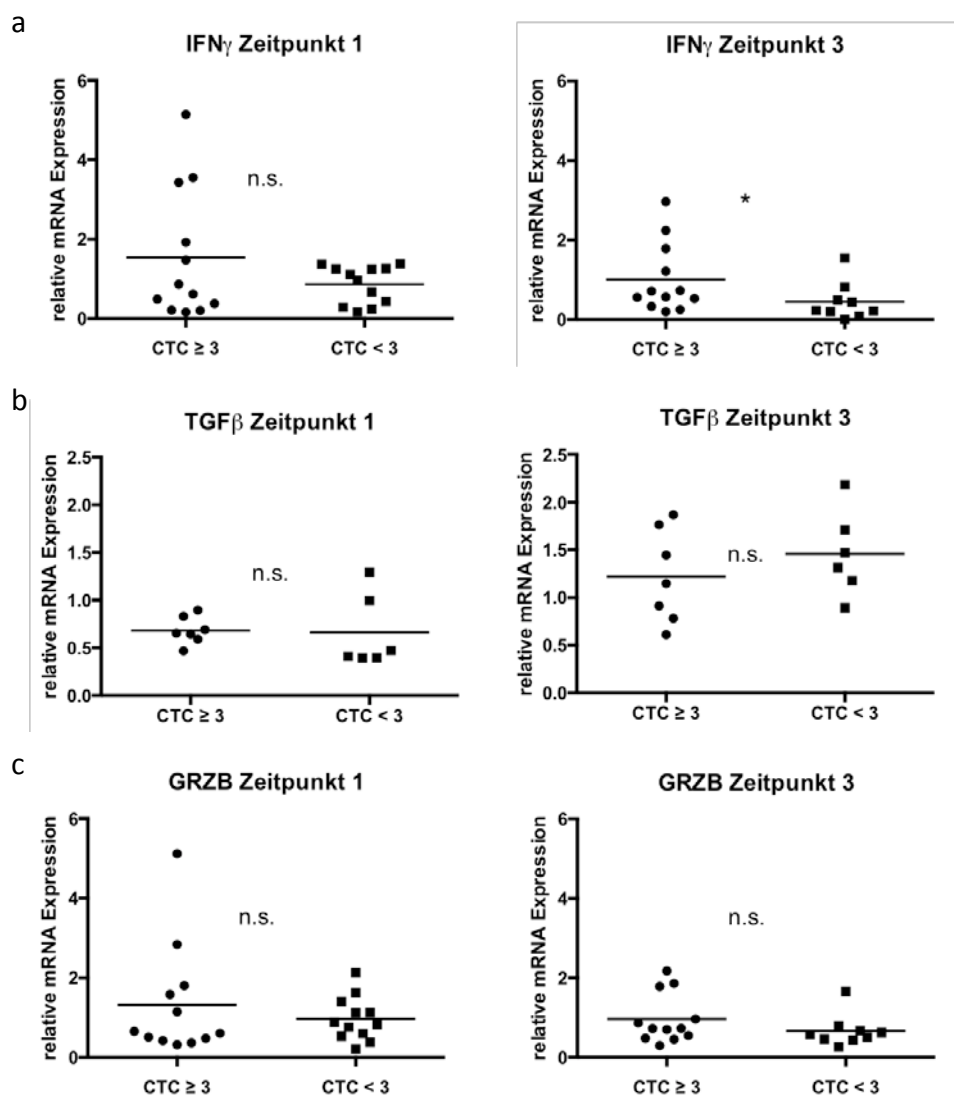 a
IFNγ Zeitpunkt 1
relative mRNA Expression
6
4
2
0
n.s.
CTC ≥ 3
CTC < 3
IFNγ Zeitpunkt 3
relative mRNA Expression
6
4
2
0
*
CTC ≥ 3
CTC < 3
b
TGFβ Zeitpunkt 1
relative mRNA Expression
2.5
2.0
1.5
1.0
0.5
0.0
n.s.
CTC ≥ 3
CTC < 3
TGFβ Zeitpunkt 3
relative mRNA Expression
2.5
2.0
1.5
1.0
0.5
0.0
n.s.
CTC ≥ 3
CTC < 3
c
GRZB Zeitpunkt 1
relative mRNA Expression
6
4
2
0
n.s.
CTC ≥ 3
CTC < 3
GRZB Zeitpunkt 3
relative mRNA Expression
6
4
2
0
n.s.
CTC ≥ 3
CTC < 3